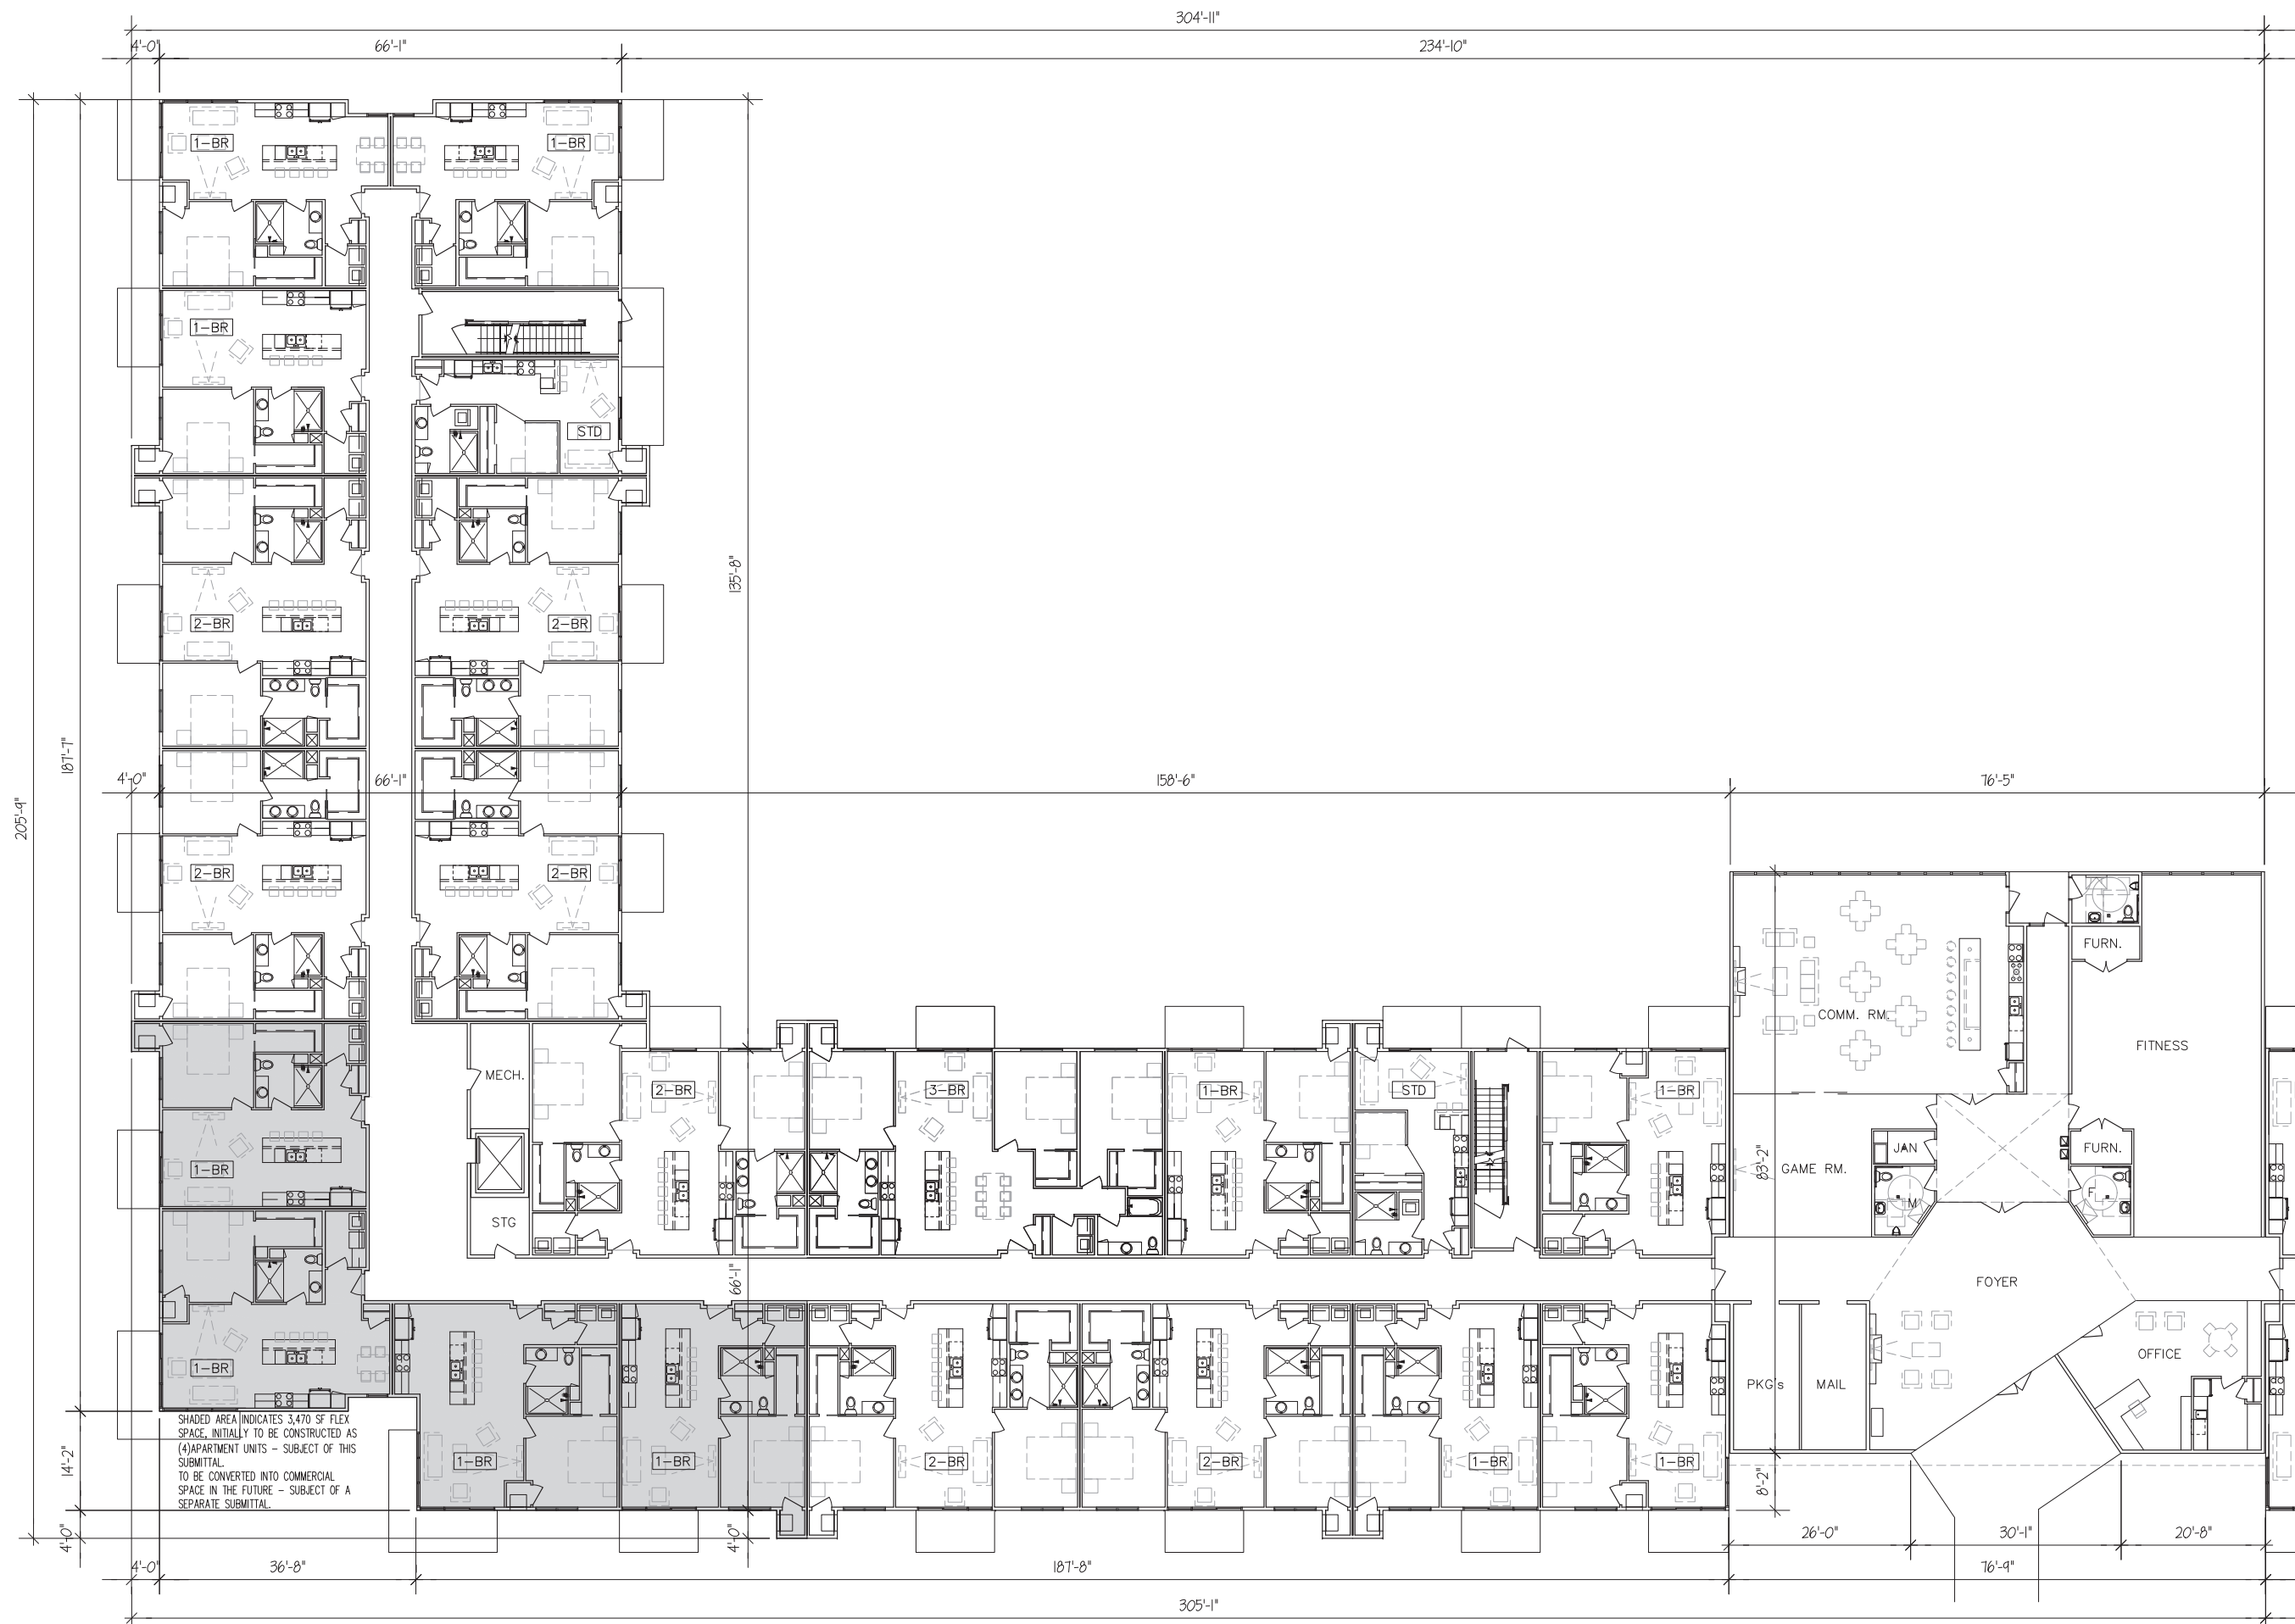 304'-11"
4'-0"
66'-1"
234'-10"
1-BR
1-BR
1-BR
STD
135'-8"
2-BR
2-BR
187'-7"
205'-9"
4'-0"
66'-1"
158'-6"
76'-5"
2-BR
2-BR
FURN.
COMM. RM.
FITNESS
MECH.
2-BR
3-BR
1-BR
STD
1-BR
JAN
FURN.
1-BR
83'-2"
GAME RM.
M
F
STG
66'-1"
FOYER
1-BR
OFFICE
PKG's
MAIL
SHADED AREA INDICATES 3,470 SF FLEX
SPACE, INITIALLY TO BE CONSTRUCTED AS
(4)APARTMENT UNITS – SUBJECT OF THIS
SUBMITTAL.
TO BE CONVERTED INTO COMMERCIAL
SPACE IN THE FUTURE – SUBJECT OF A
SEPARATE SUBMITTAL.
14'-2"
1-BR
1-BR
2-BR
2-BR
1-BR
1-BR
8'-2"
4'-0"
4'-0"
26'-0"
30'-1"
20'-8"
4'-0"
36'-8"
187'-8"
76'-9"
305'-1"